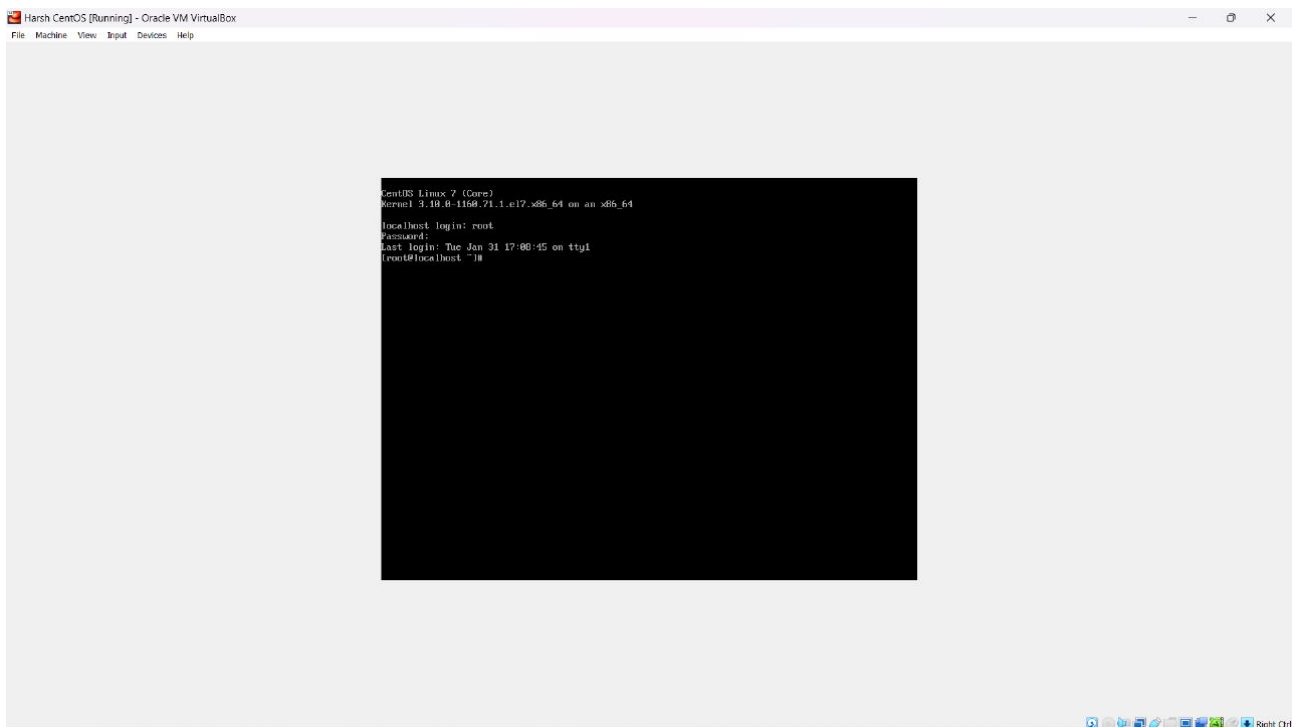 Harsh CentOS [Running] - Oracle VM VirtualBox
File Machine View Input Devices Help
CentOS Linux 7 (Core)
Kernel 3.10.0-1160.71.1.el7.x86_64 on an x86_64
localhost login: root
Password:
Last login: Tue Jan 31 17:08:45 on tty1
[root@localhost ~]#
Right Ctrl